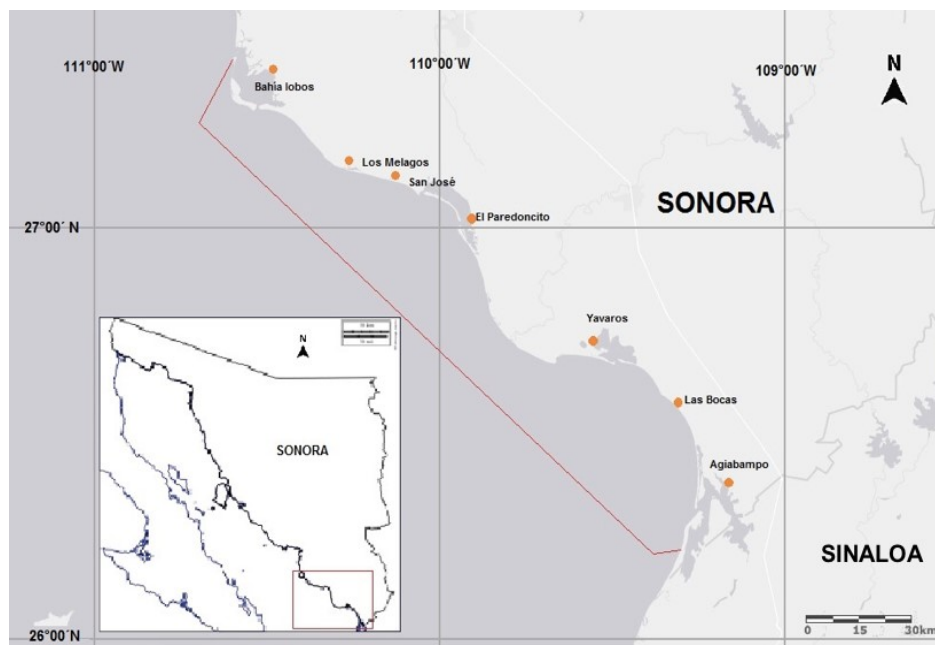 111°00´W
110°00´W
109°00´W
N
Bahía lobos
Los Melagos
San José
El Paredoncito
SONORA
27°00´ N
Yavaros
N
Las Bocas
SONORA
Agiabampo
SINALOA
26°00´N
0 15 30km